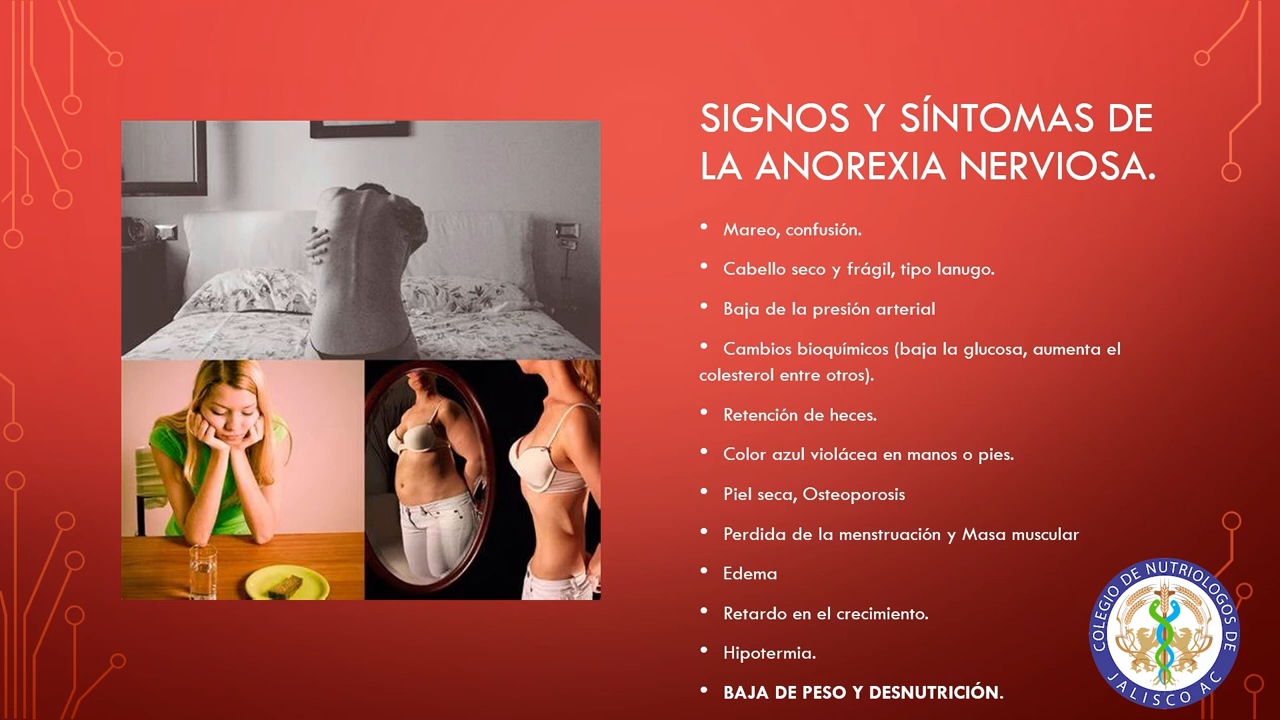 SIGNOS Y SÍNTOMAS DE
LA ANOREXIA NERVIOSA.
• Mareo, confusión.
• Cabello seco y frágil, tipo lanugo.
• Baja de la presión arterial
• Cambios bioquímicos (baja la glucosa, aumenta el
colesterol entre otros).
• Retención de heces.
• Color azul violácea en manos o pies.
• Piel seca, Osteoporosis
• Perdida de la menstruación y Masa muscular
• Edema
• Retardo en el crecimiento.
• Hipotermia.
• BAJA DE PESO Y DESNUTRICIÓN.
COLEGIO DE NUTRIOLOGOS DE
JALISCO AC